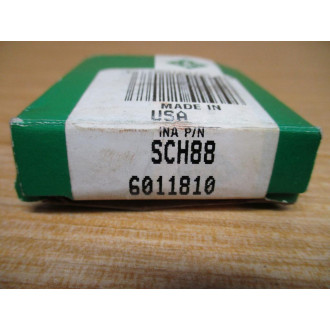 MADE IN
USA
INA P/N
SCH88
6011810